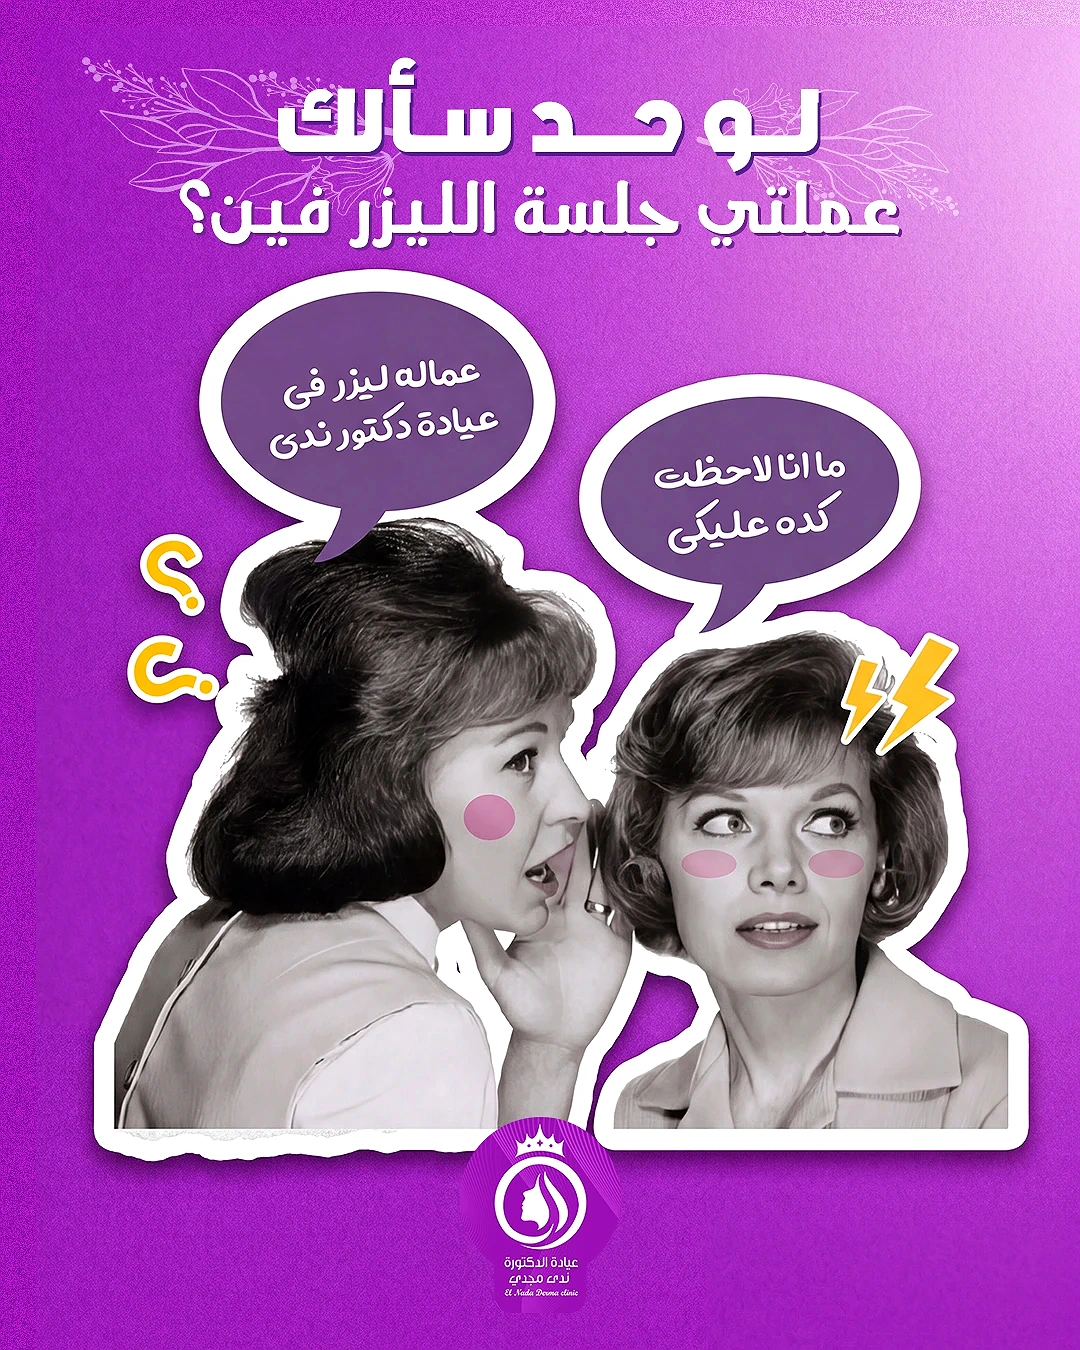 لو حد سألك
عملتي جلسة الليزر فين؟
عماله ليزر فى
عيادة دكتور ندى
ما انا لاحظت
كده عليكى
؟
؟
عيادة الدكتورة
ندى مجدي
El Nada Derma clinic